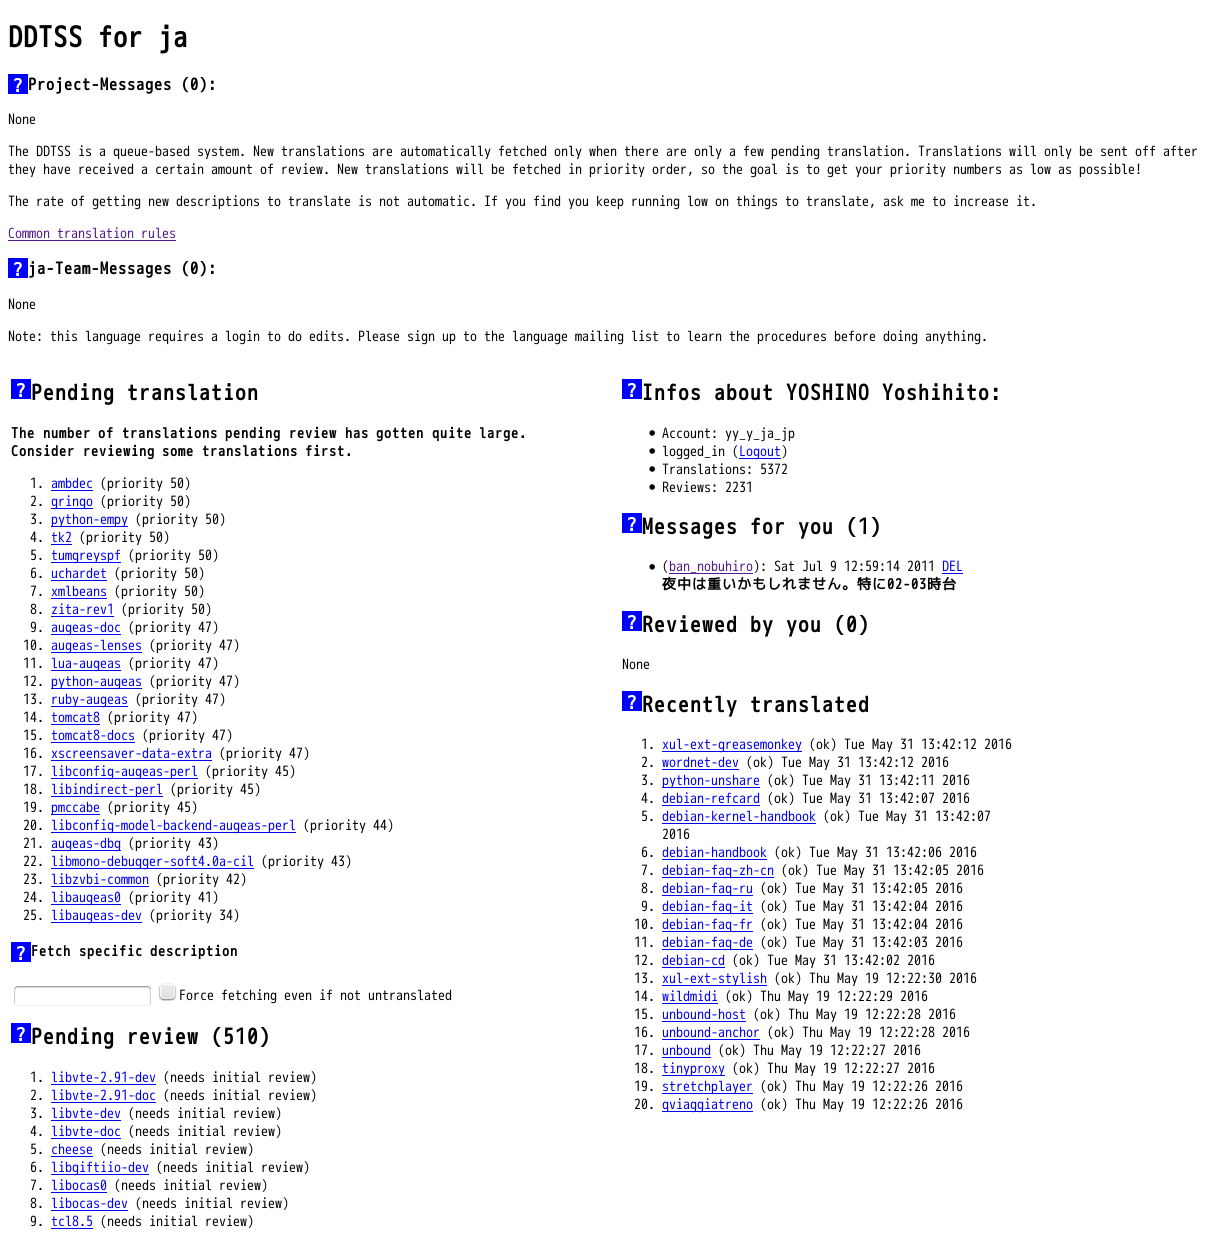 DDTSS for ja
?Project-Messages (0):
None
The DDTSS is a queue-based system. New translations are automatically fetched only when there are only a few pending translation. Translations will only be sent off after
they have received a certain amount of review. New translations will be fetched in priority order, so the goal is to get your priority numbers as low as possible!
The rate of getting new descriptions to translate is not automatic. If you find you keep running low on things to translate, ask me to increase it.
Common translation rules
?ja-Team-Messages (0):
None
Note: this language requires a login to do edits. Please sign up to the language mailing list to learn the procedures before doing anything.
?Pending translation
The number of translations pending review has gotten quite large.
Consider reviewing some translations first.
1. ambdec (priority 50)
2. gringo (priority 50)
3. python-empy (priority 50)
4. tk2 (priority 50)
5. tumgreyspf (priority 50)
6. uchardet (priority 50)
7. xmlbeans (priority 50)
8. zita-rev1 (priority 50)
9. augeas-doc (priority 47)
10. augeas-lenses (priority 47)
11. lua-augeas (priority 47)
12. python-augeas (priority 47)
13. ruby-augeas (priority 47)
14. tomcat8 (priority 47)
15. tomcat8-docs (priority 47)
16. xscreensaver-data-extra (priority 47)
17. libconfig-augeas-perl (priority 45)
18. libindirect-perl (priority 45)
19. pmccabe (priority 45)
20. libconfig-model-backend-augeas-perl (priority 44)
21. augeas-dbg (priority 43)
22. libmono-debugger-soft4.0a-cil (priority 43)
23. libzvbi-common (priority 42)
24. libaugeas0 (priority 41)
25. libaugeas-dev (priority 34)
?Fetch specific description
Force fetching even if not untranslated
?Pending review (510)
1. libvte-2.91-dev (needs initial review)
2. libvte-2.91-doc (needs initial review)
3. libvte-dev (needs initial review)
4. libvte-doc (needs initial review)
5. cheese (needs initial review)
6. libgiftiio-dev (needs initial review)
7. libocas0 (needs initial review)
8. libocas-dev (needs initial review)
9. tcl8.5 (needs initial review)
?Infos about YOSHINO Yoshihito:
• Account: yy_y_ja_jp
• logged_in (Logout)
• Translations: 5372
• Reviews: 2231
?Messages for you (1)
• (ban_nobuhiro): Sat Jul 9 12:59:14 2011 DEL
夜中は重いかもしれません。特に02-03時台
?Reviewed by you (0)
None
?Recently translated
1. xul-ext-greasemonkey (ok) Tue May 31 13:42:12 2016
2. wordnet-dev (ok) Tue May 31 13:42:12 2016
3. python-unshare (ok) Tue May 31 13:42:11 2016
4. debian-refcard (ok) Tue May 31 13:42:07 2016
5. debian-kernel-handbook (ok) Tue May 31 13:42:07
2016
6. debian-handbook (ok) Tue May 31 13:42:06 2016
7. debian-faq-zh-cn (ok) Tue May 31 13:42:05 2016
8. debian-faq-ru (ok) Tue May 31 13:42:05 2016
9. debian-faq-it (ok) Tue May 31 13:42:04 2016
10. debian-faq-fr (ok) Tue May 31 13:42:04 2016
11. debian-faq-de (ok) Tue May 31 13:42:03 2016
12. debian-cd (ok) Tue May 31 13:42:02 2016
13. xul-ext-stylish (ok) Thu May 19 12:22:30 2016
14. wildmidi (ok) Thu May 19 12:22:29 2016
15. unbound-host (ok) Thu May 19 12:22:28 2016
16. unbound-anchor (ok) Thu May 19 12:22:28 2016
17. unbound (ok) Thu May 19 12:22:27 2016
18. tinyproxy (ok) Thu May 19 12:22:27 2016
19. stretchplayer (ok) Thu May 19 12:22:26 2016
20. qviaggiatreno (ok) Thu May 19 12:22:26 2016